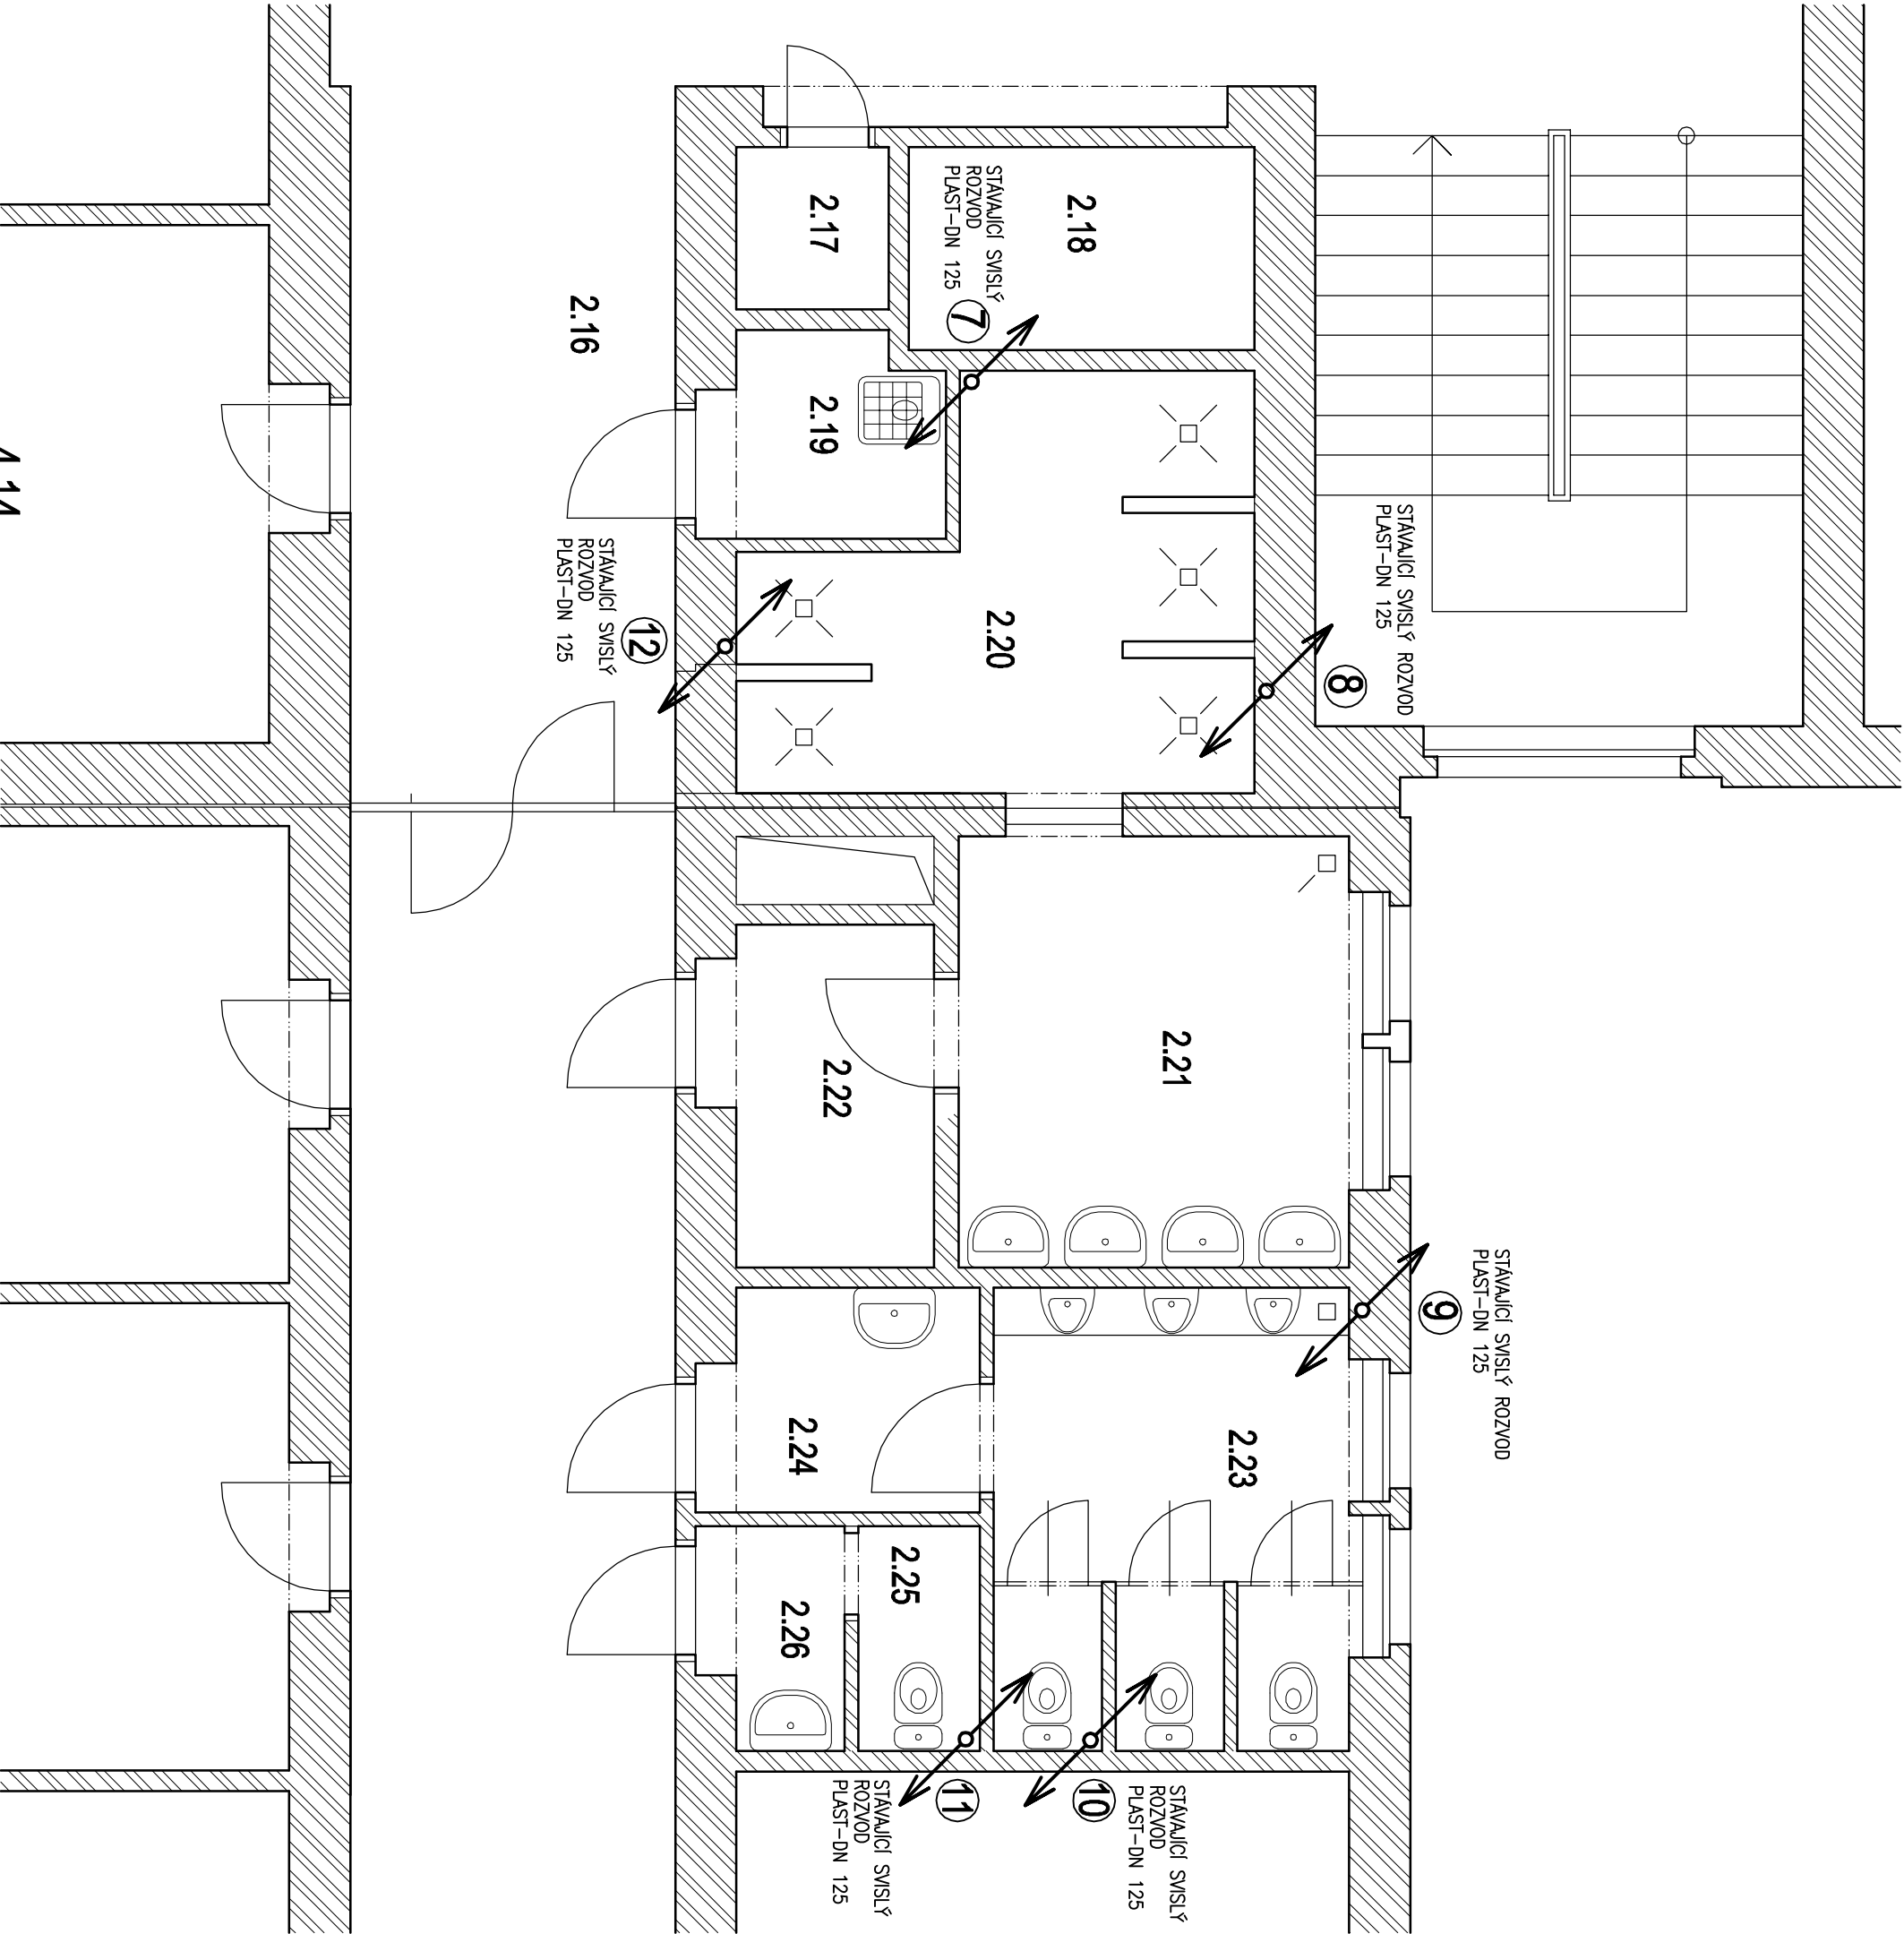 STÁVAJÍCÍ SVISLÝ ROZVOD
PLAST-DN 125
8
STÁVAJÍCÍ SVISLÝ ROZVOD
PLAST-DN 125
9
2.18
STÁVAJÍCÍ SVISLÝ
ROZVOD
PLAST-DN 125
7
2.17
2.19
2.20
2.16
STÁVAJÍCÍ SVISLÝ
ROZVOD
PLAST-DN 125
12
2.21
2.22
2.23
2.24
2.25
2.26
STÁVAJÍCÍ SVISLÝ
ROZVOD
PLAST-DN 125
10
STÁVAJÍCÍ SVISLÝ
ROZVOD
PLAST-DN 125
11